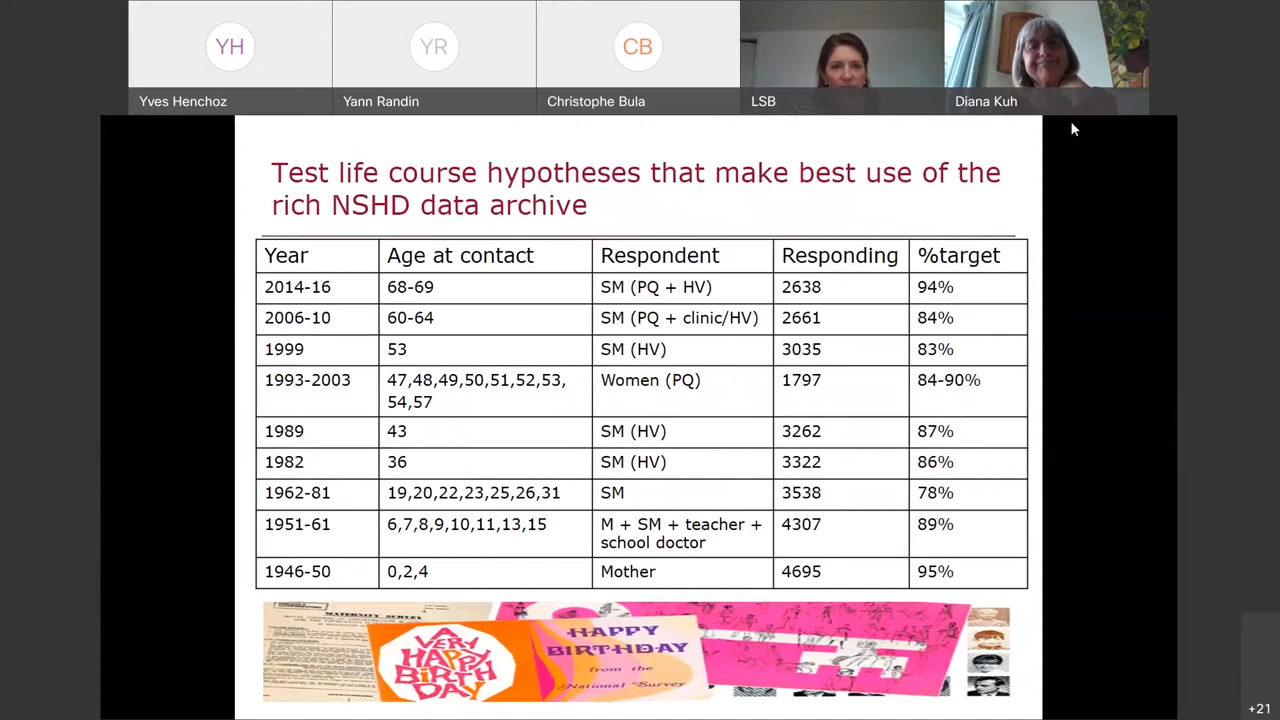 YH
YR
CB
Yves Henchoz
Yann Randin
Christophe Bula
LSB
Diana Kuh
Test life course hypotheses that make best use of the
rich NSHD data archive
Year Age at contact Respondent Responding %target
2014-16 68-69 SM (PQ + HV) 2638 94%
2006-10 60-64 SM (PQ + clinic/HV) 2661 84%
1999 53 SM (HV) 3035 83%
1993-2003 47,48,49,50,51,52,53, Women (PQ) 1797 84-90%
54,57
1989 43 SM (HV) 3262 87%
1982 36 SM (HV) 3322 86%
1962-81 19,20,22,23,25,26,31 SM 3538 78%
1951-61 6,7,8,9,10,11,13,15 M + SM + teacher + 4307 89%
school doctor
1946-50 0,2,4 Mother 4695 95%
MATERNITY SURVEY
A
VERY
HAPPY
BIRTH
DAY
HAPPY
BIRTHDAY
from the
National Survey
+21